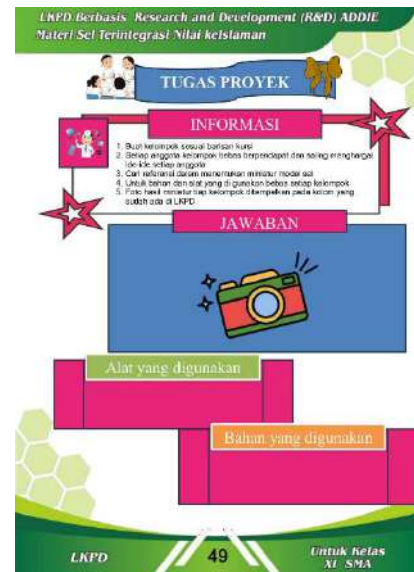 LKPD Berbasis Research and Development (R&D) ADDIE
Materi Sel Terintegrasi Nilai keIslaman
TUGAS PROYEK
INFORMASI
1. Buat kelompok sesuai barisan kursi
2. Setiap anggota kelompok bebas berpendapat dan saling menghargai
ide-ide setiap anggota
3. Cari referensi dalam menentukan miniatur model sel
4. Untuk bahan dan alat yang di gunakan bebas setiap kelompok
5. Foto hasil miniatur tiap kelompok ditempelkan pada kolom yang
sudah ada di LKPD
JAWABAN
Alat yang digunakan
Bahan yang digunakan
LKPD
49
Untuk Kelas
XI SMA